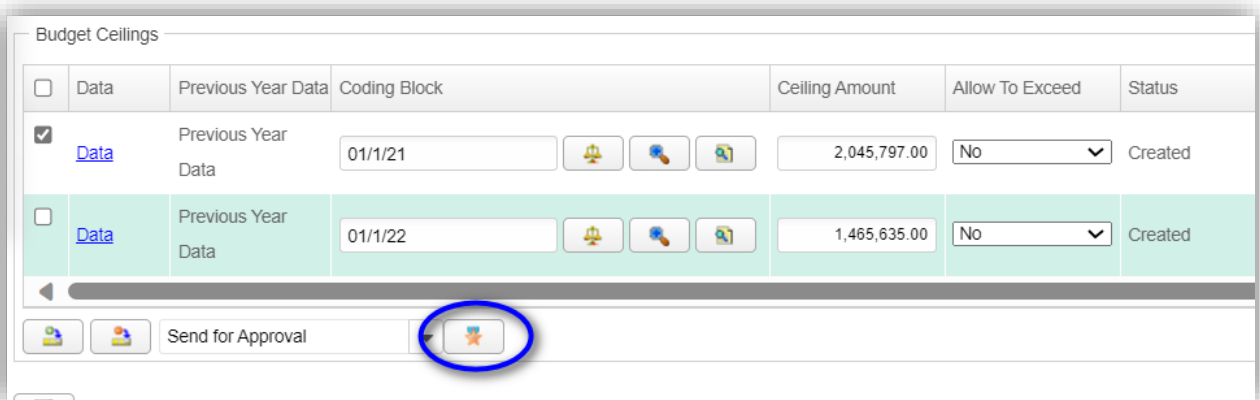 Budget Ceilings
Data Previous Year Data Coding Block Ceiling Amount Allow To Exceed Status
Data Previous Year Data 01/1/21 2,045,797.00 No Created
Data Previous Year Data 01/1/22 1,465,635.00 No Created
Send for Approval